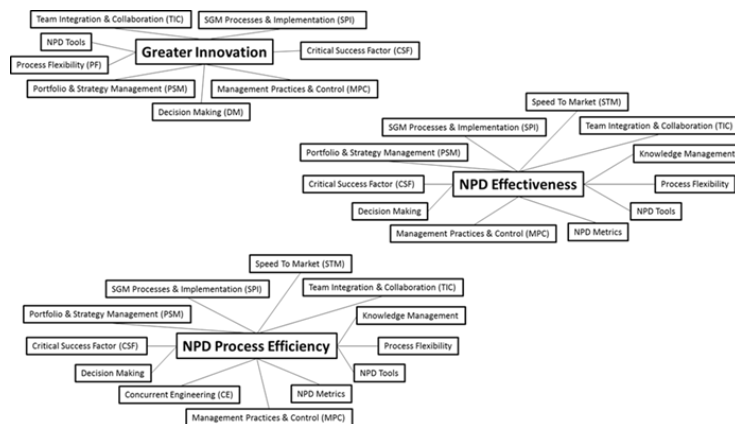 Team Integration & Collaboration (TIC)
SGM Processes & Implementation (SPI)
NPD Tools
Greater Innovation
Critical Success Factor (CSF)
Process Flexibility (PF)
Portfolio & Strategy Management (PSM)
Management Practices & Control (MPC)
Decision Making (DM)
Speed To Market (STM)
SGM Processes & Implementation (SPI)
Team Integration & Collaboration (TIC)
Portfolio & Strategy Management (PSM)
Knowledge Management
Critical Success Factor (CSF)
NPD Effectiveness
Process Flexibility
Decision Making
NPD Tools
Management Practices & Control (MPC)
NPD Metrics
Speed To Market (STM)
SGM Processes & Implementation (SPI)
Team Integration & Collaboration (TIC)
Portfolio & Strategy Management (PSM)
Knowledge Management
Critical Success Factor (CSF)
NPD Process Efficiency
Process Flexibility
Decision Making
NPD Tools
Concurrent Engineering (CE)
NPD Metrics
Management Practices & Control (MPC)